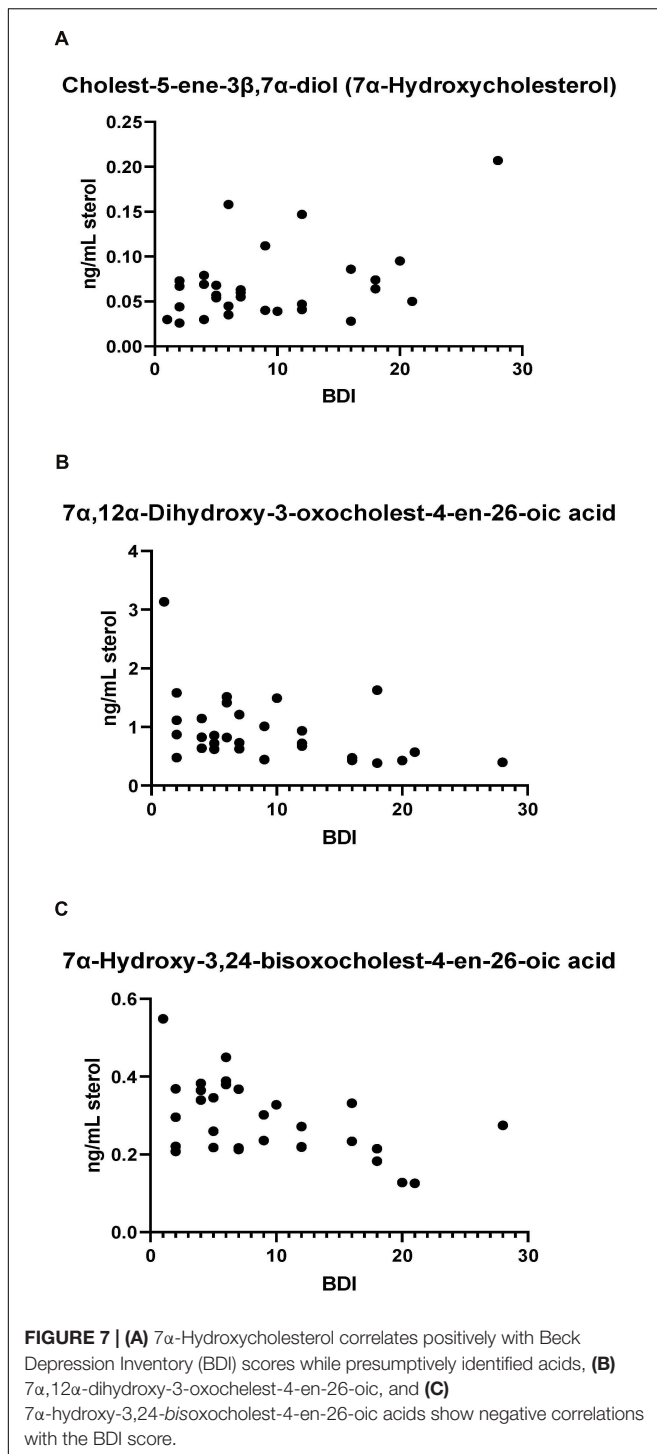 A
Cholest-5-ene-3β,7α-diol (7α-Hydroxycholesterol)
0.25
0.20
0.15
0.10
0.05
0.00
ng/mL sterol
0 10 20 30
BDI
B
7α,12α-Dihydroxy-3-oxocholest-4-en-26-oic acid
4
3
2
1
0
ng/mL sterol
0 10 20 30
BDI
C
7α-Hydroxy-3,24-bisoxocholest-4-en-26-oic acid
0.6
0.4
0.2
0.0
ng/mL sterol
0 10 20 30
BDI
FIGURE 7 | (A) 7α-Hydroxycholesterol correlates positively with Beck
Depression Inventory (BDI) scores while presumptively identified acids, (B)
7α,12α-dihydroxy-3-oxochelest-4-en-26-oic, and (C)
7α-hydroxy-3,24-bisoxocholest-4-en-26-oic acids show negative correlations
with the BDI score.